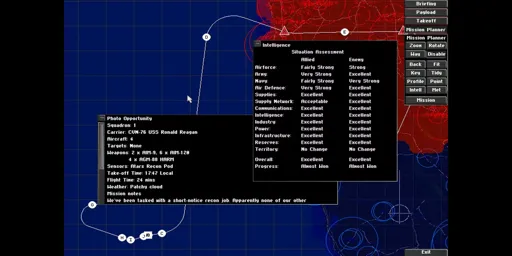 Briefing
Payload
Takeoff
Mission Planner
Mission Planner
Zoom Rotate
Way Disable
Back Fit
Key Tidy
Profile Point
Intell Met
Mission
Intelligence
Situation Assessment
Allied Enemy
Airforce Fairly Strong Strong
Army Very Strong Excellent
Navy Fairly Strong Very Strong
Air Defence Very Strong Excellent
Supplies: Excellent Excellent
Supply Network: Acceptable Excellent
Communications: Excellent Excellent
Intelligence: Excellent Excellent
Industry Excellent Excellent
Power: Excellent Excellent
Infrastructure: Excellent Excellent
Reserves: Excellent Excellent
Territory: No Change No Change
Overall Excellent Excellent
Progress: Almost Won Almost Won
Photo Opportunity
Squadron: 1
Carrier: CVN-76 USS Ronald Reagan
Aircraft: 4
Targets: None
Weapons: 2 x AIM-9, 6 x AIM-120
4 x AGM-88 HARM
Sensors: Atars Recon Pod
Take-off Time 1747 Local
Flight Time 24 mins
Weather: Patchy cloud
Mission notes
We've been tasked with a short-notice recon job. Apparently none of our other
Exit